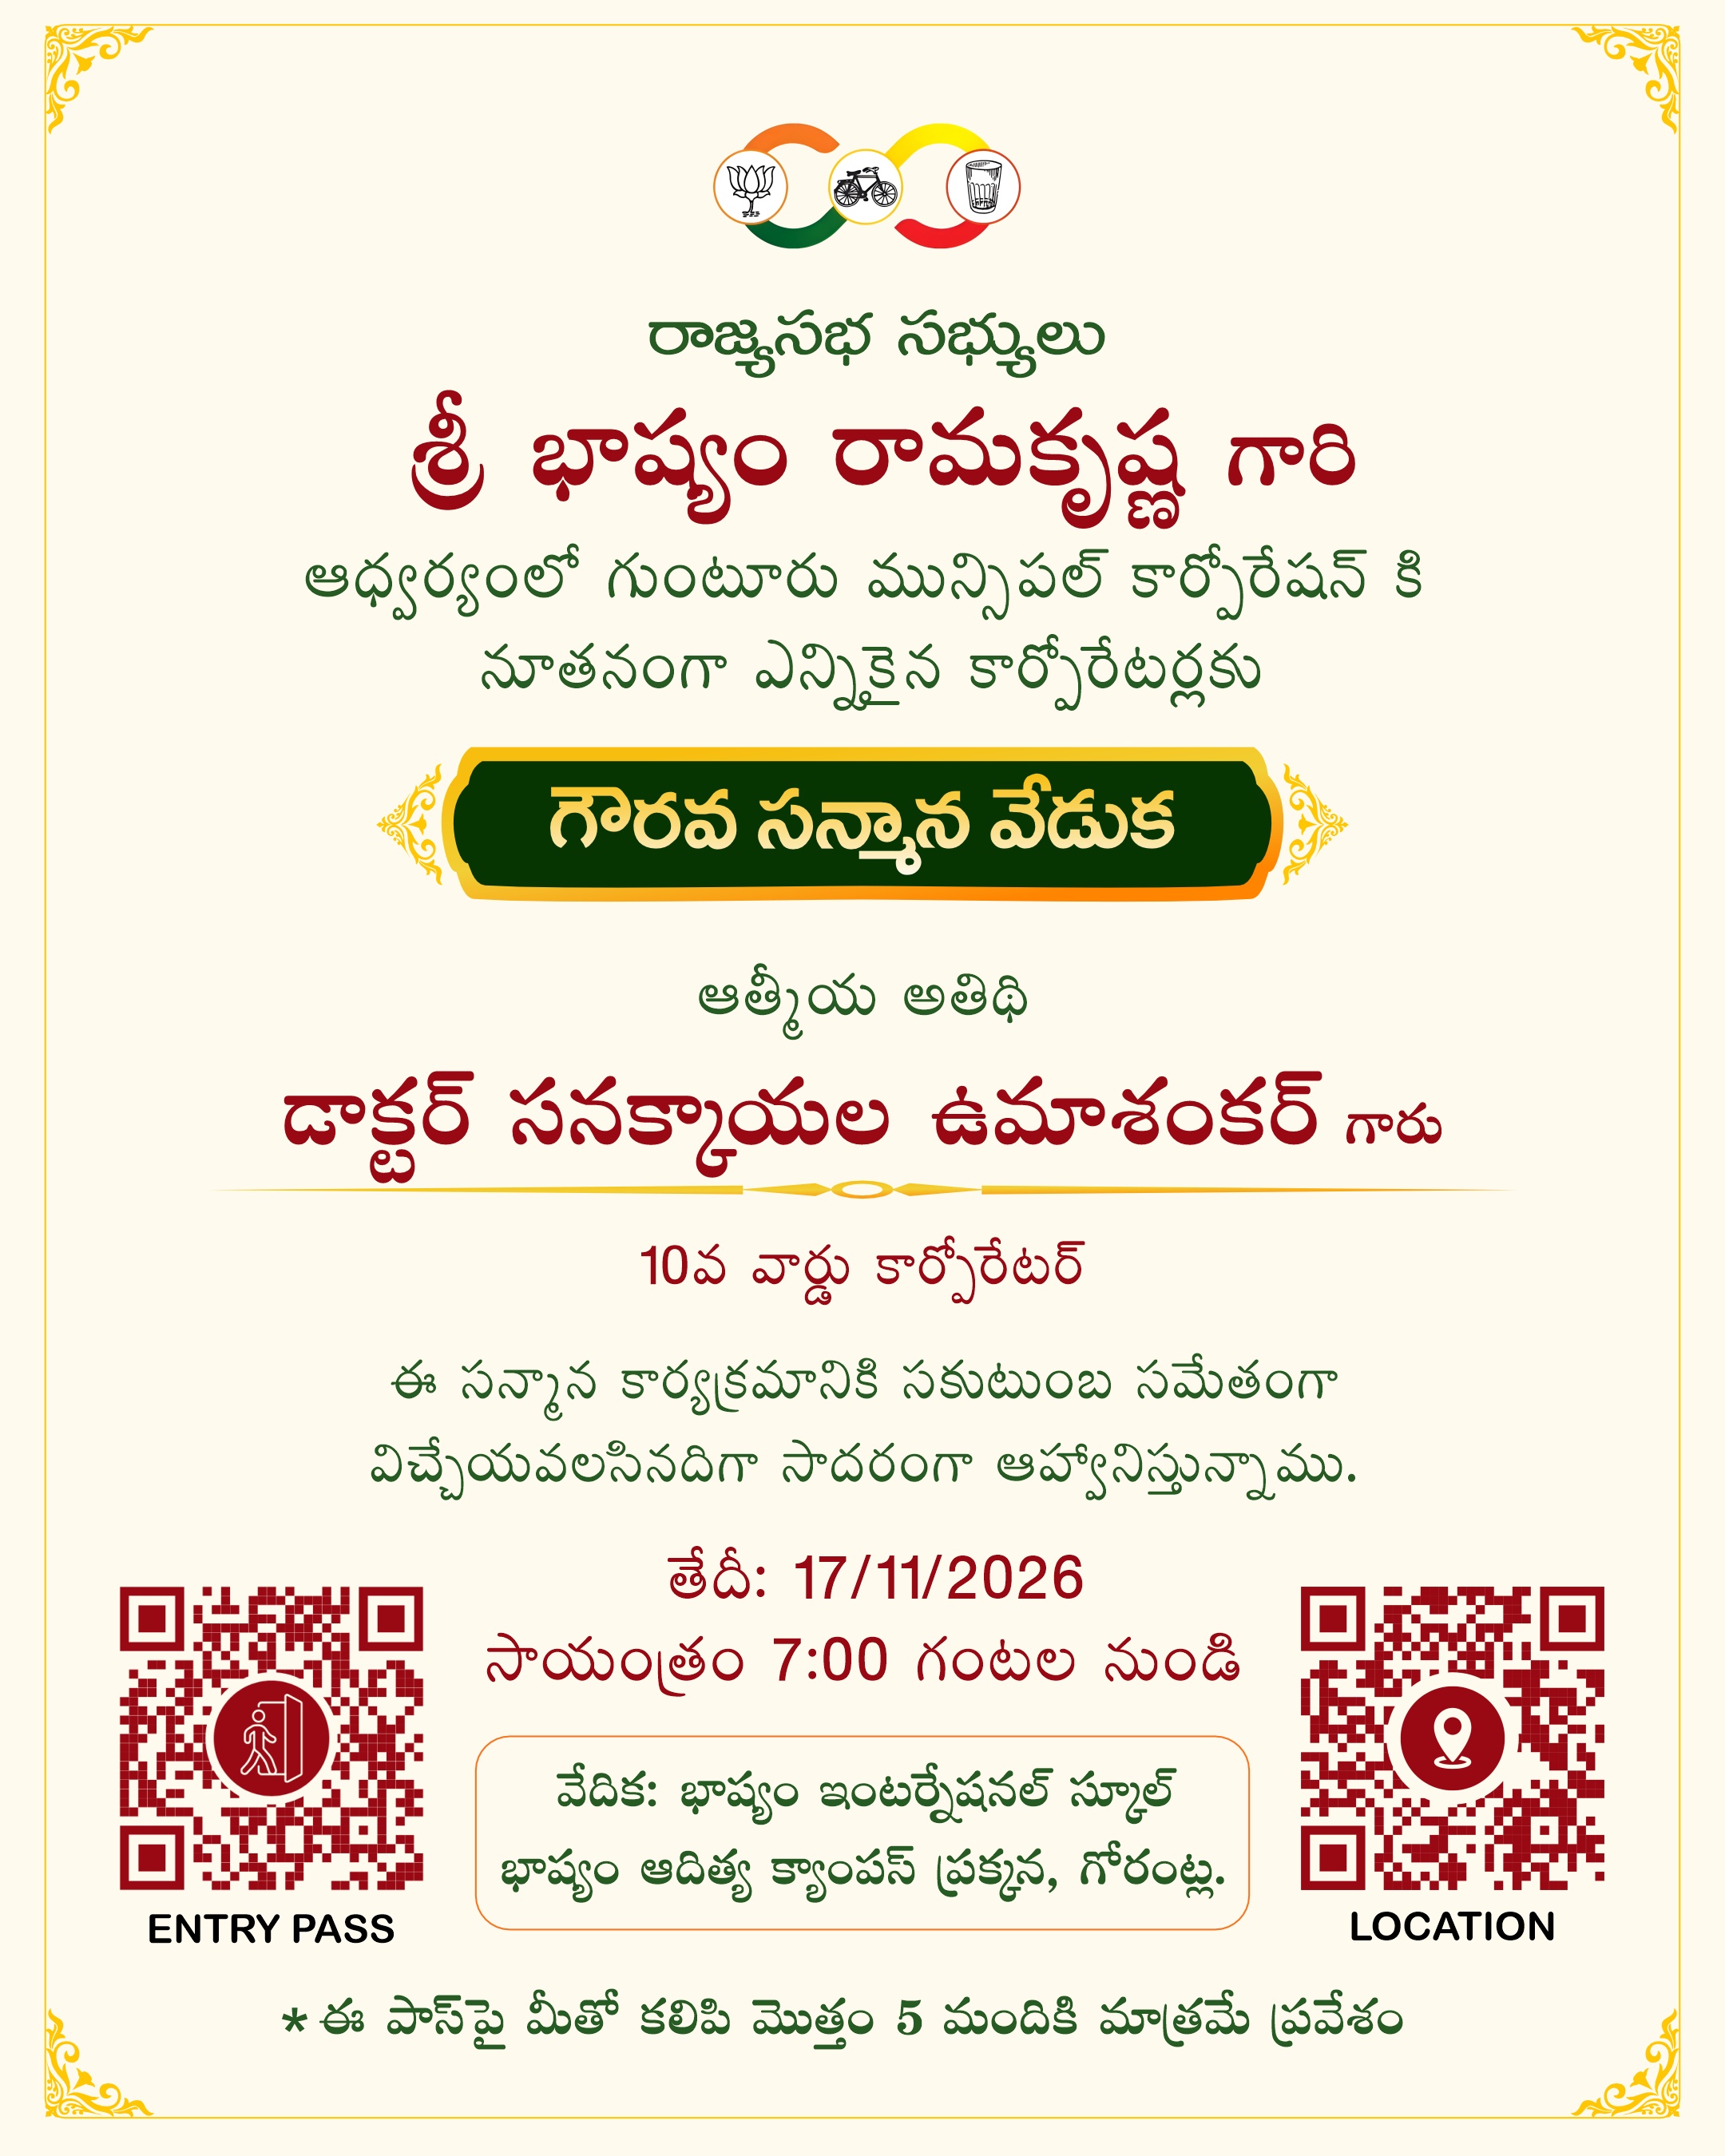 రాజ్యసభ సభ్యులు
శ్రీ భాష్యం రామకృష్ణ గారి
ఆధ్వర్యంలో గుంటూరు మున్సిపల్ కార్పోరేషన్ కి
నూతనంగా ఎన్నికైన కార్పోరేటర్లకు
గౌరవ సన్మాన వేడుక
ఆత్మీయ అతిథి
డాక్టర్ సనక్కాయల ఉమాశంకర్ గారు
10వ వార్డు కార్పోరేటర్
ఈ సన్మాన కార్యక్రమానికి సకుటుంబ సమేతంగా
విచ్చేయవలసినదిగా సాదరంగా ఆహ్వానిస్తున్నాము.
తేదీ: 17/11/2026
సాయంత్రం 7:00 గంటల నుండి
వేదిక: భాష్యం ఇంటర్నేషనల్ స్కూల్
భాష్యం ఆదిత్య క్యాంపస్ ప్రక్కన, గోరంట్ల.
ENTRY PASS
LOCATION
* ఈ పాస్‌పై మీతో కలిపి మొత్తం 5 మందికి మాత్రమే ప్రవేశం